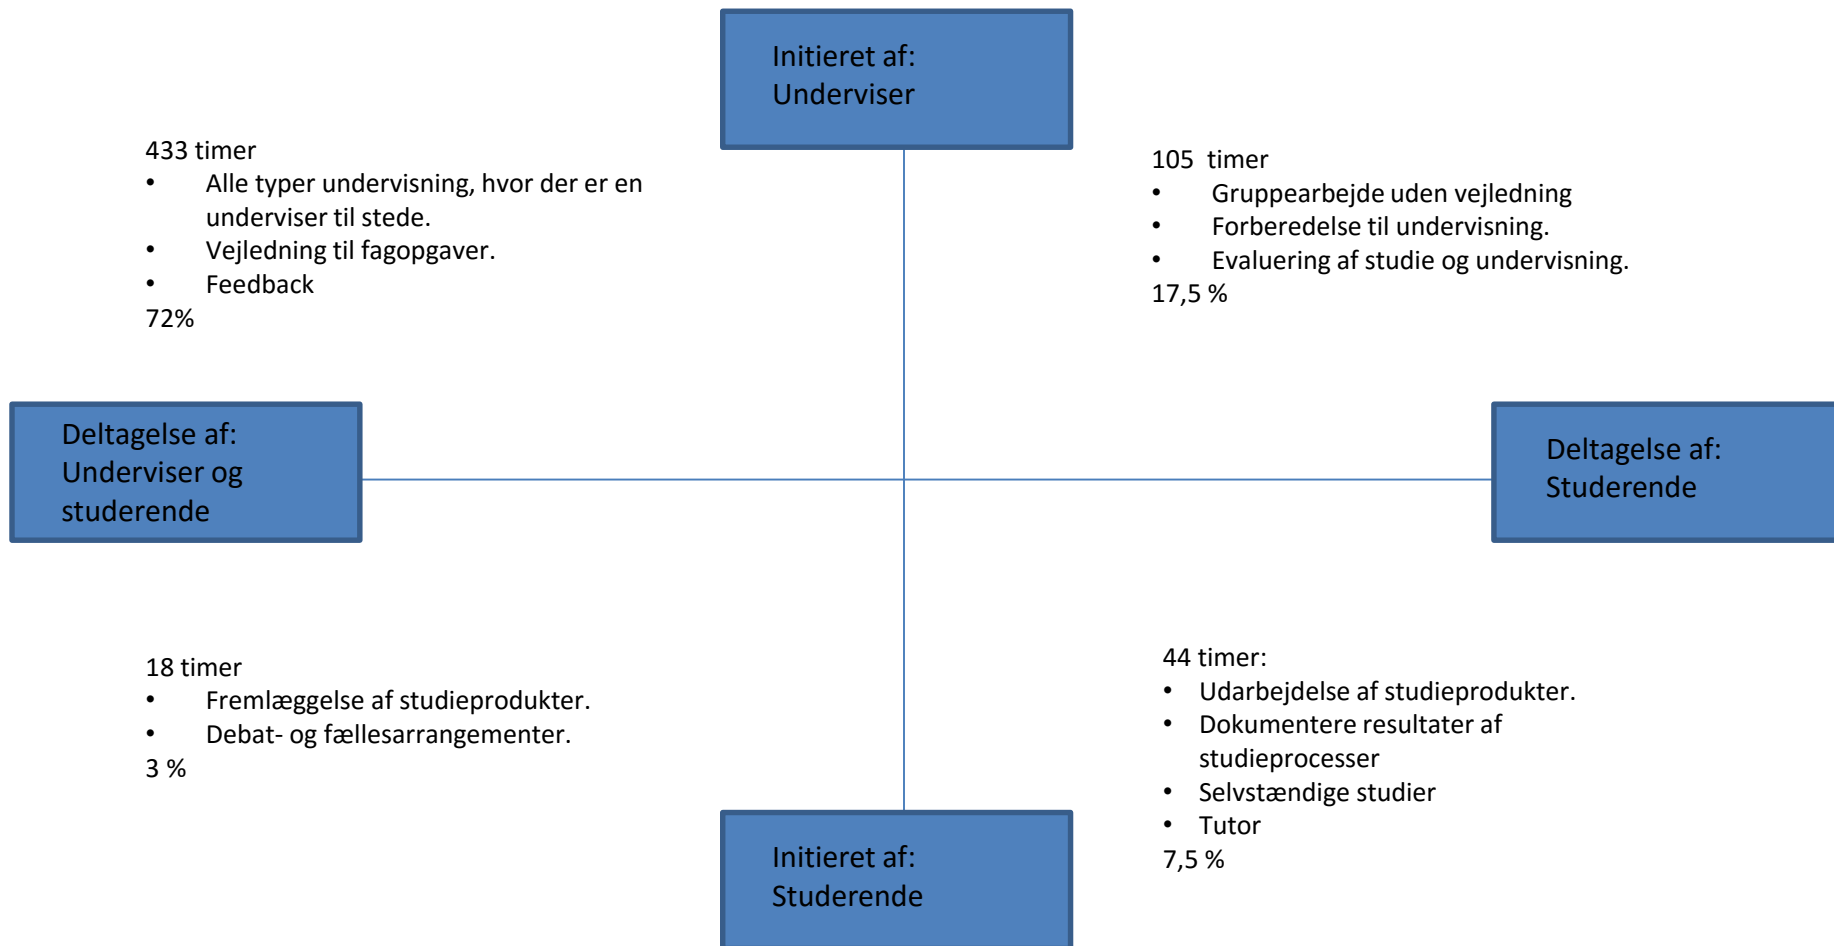 Initieret af:
Underviser
433 timer
• Alle typer undervisning, hvor der er en
underviser til stede.
• Vejledning til fagopgaver.
• Feedback
72%
105 timer
• Gruppearbejde uden vejledning
• Forberedelse til undervisning.
• Evaluering af studie og undervisning.
17,5 %
Deltagelse af:
Underviser og
studerende
Deltagelse af:
Studerende
18 timer
• Fremlæggelse af studieprodukter.
• Debat- og fællesarrangementer.
3 %
44 timer:
• Udarbejdelse af studieprodukter.
• Dokumentere resultater af
studieprocesser
• Selvstændige studier
• Tutor
7,5 %
Initieret af:
Studerende